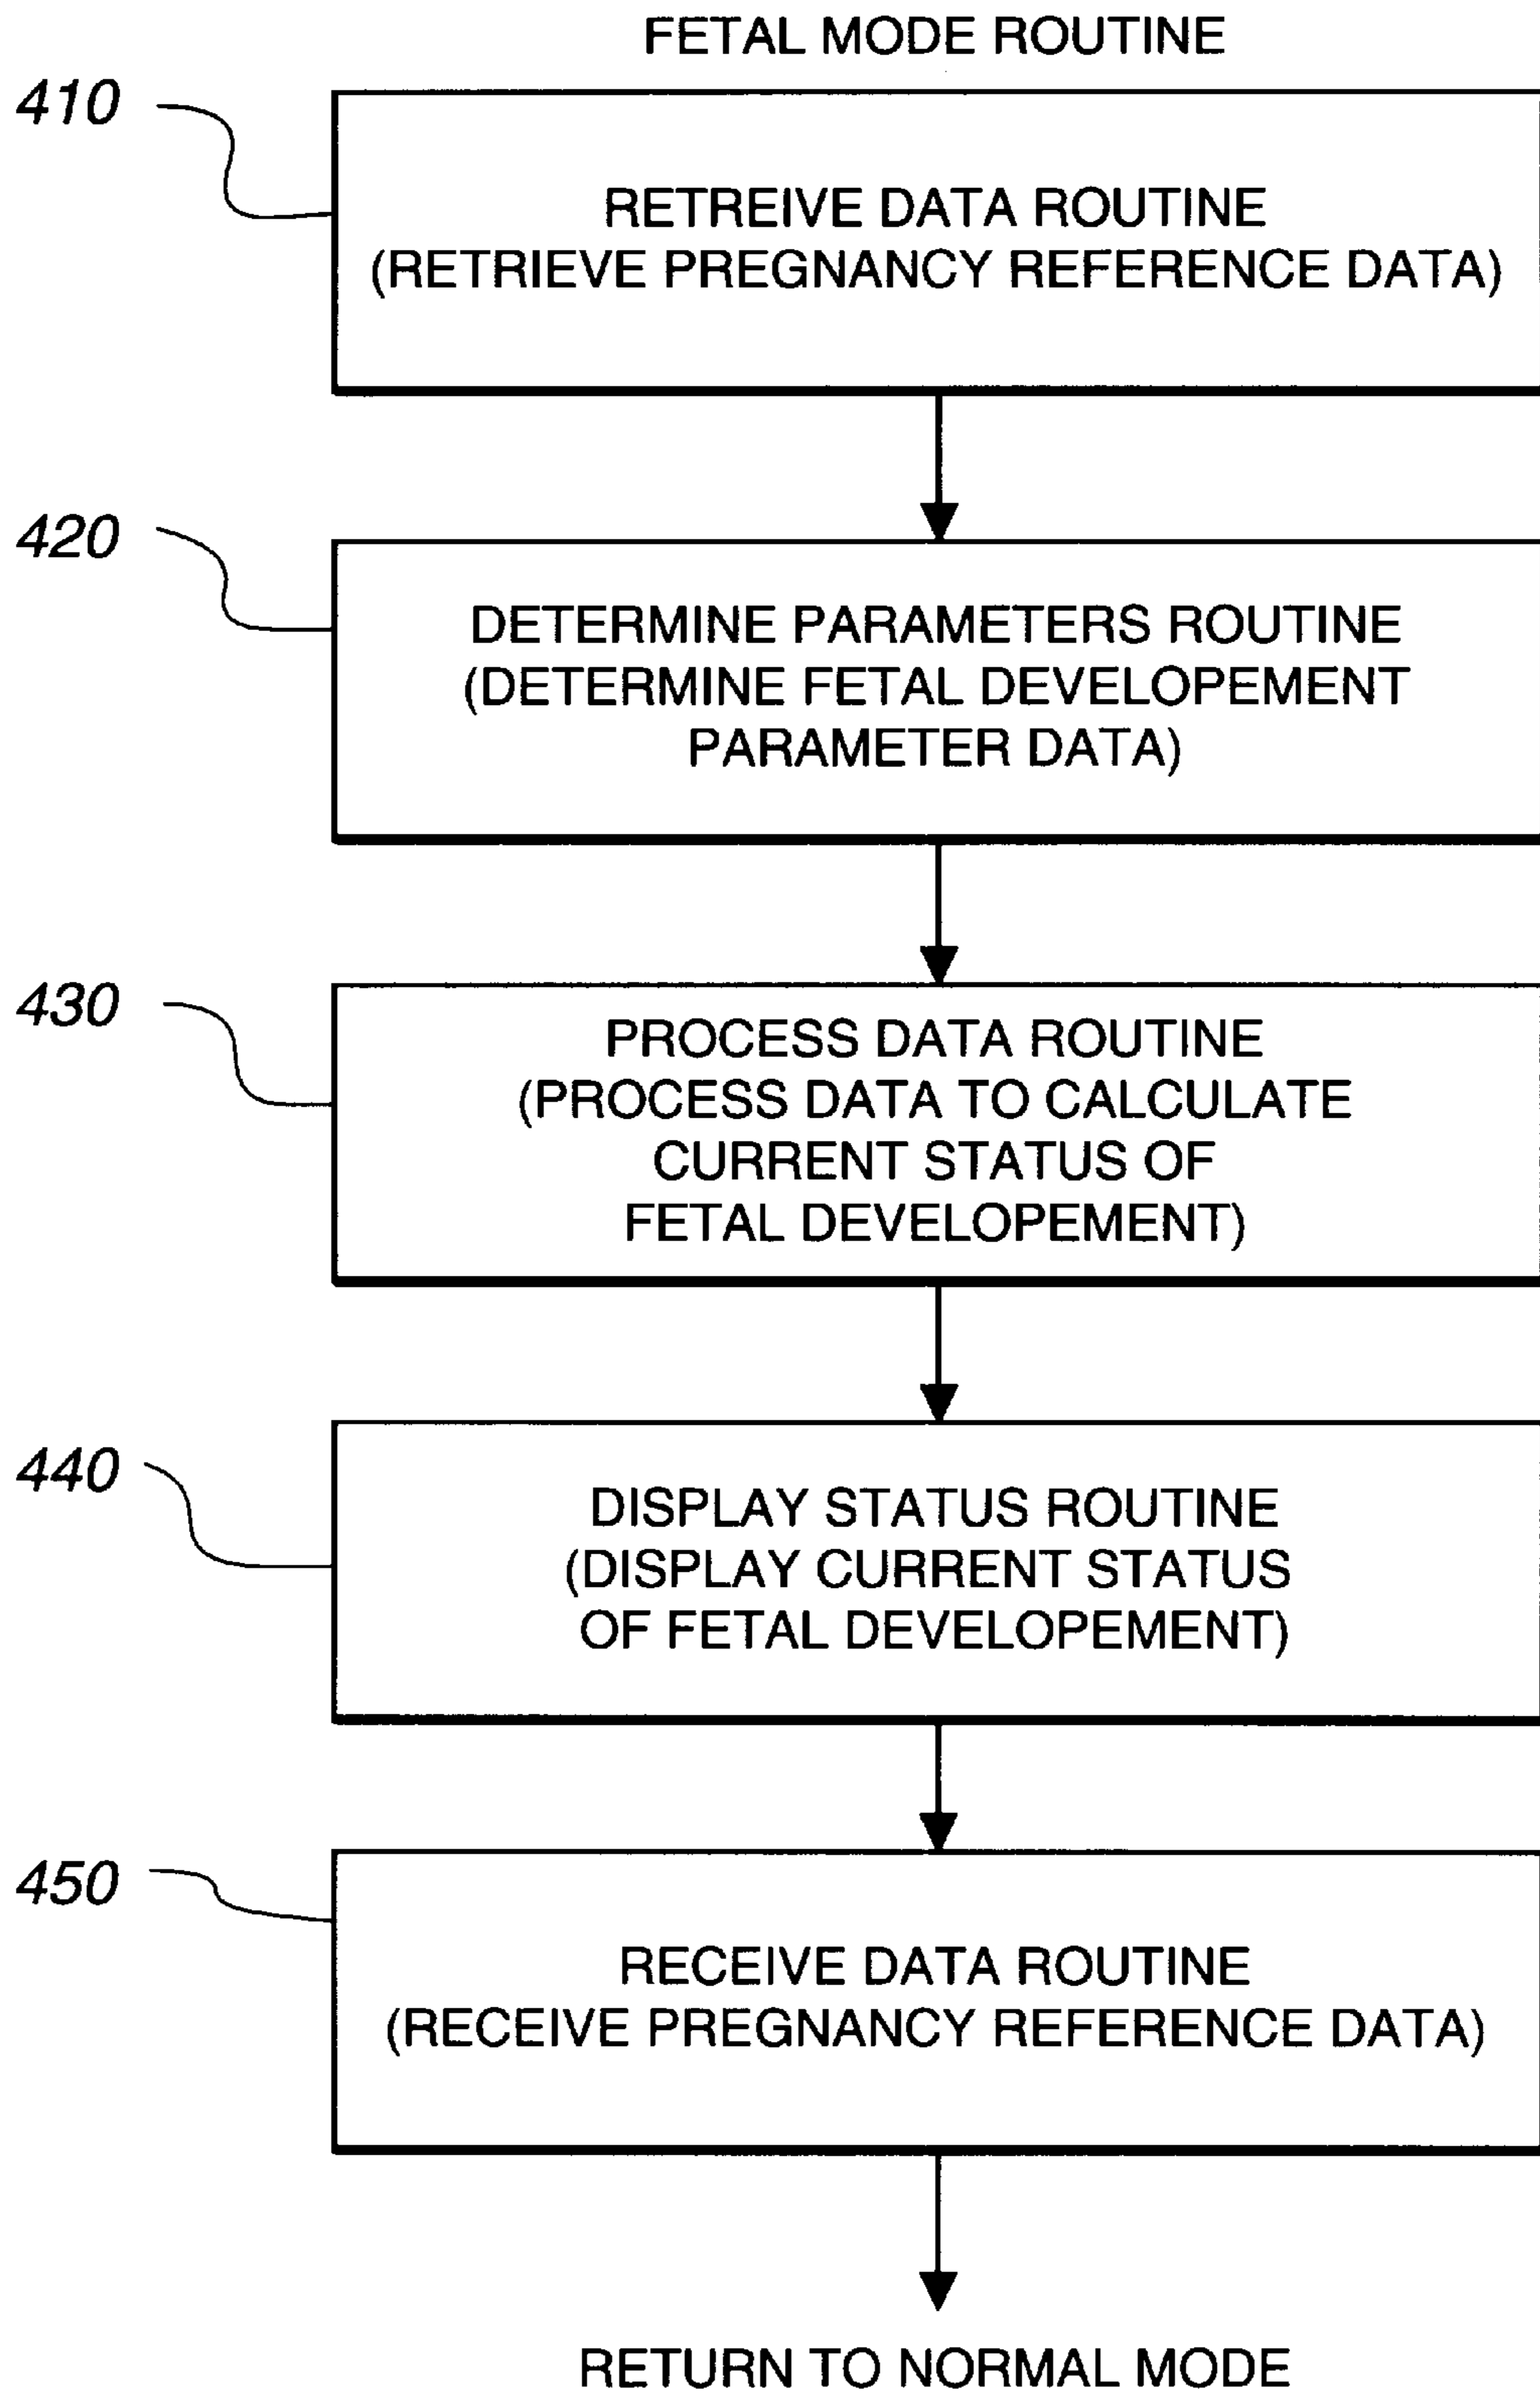 FETAL MODE ROUTINE
410
RETREIVE DATA ROUTINE
(RETRIEVE PREGNANCY REFERENCE DATA)
420
DETERMINE PARAMETERS ROUTINE
(DETERMINE FETAL DEVELOPEMENT
PARAMETER DATA)
430
PROCESS DATA ROUTINE
(PROCESS DATA TO CALCULATE
CURRENT STATUS OF
FETAL DEVELOPEMENT)
440
DISPLAY STATUS ROUTINE
(DISPLAY CURRENT STATUS
OF FETAL DEVELOPEMENT)
450
RECEIVE DATA ROUTINE
(RECEIVE PREGNANCY REFERENCE DATA)
RETURN TO NORMAL MODE